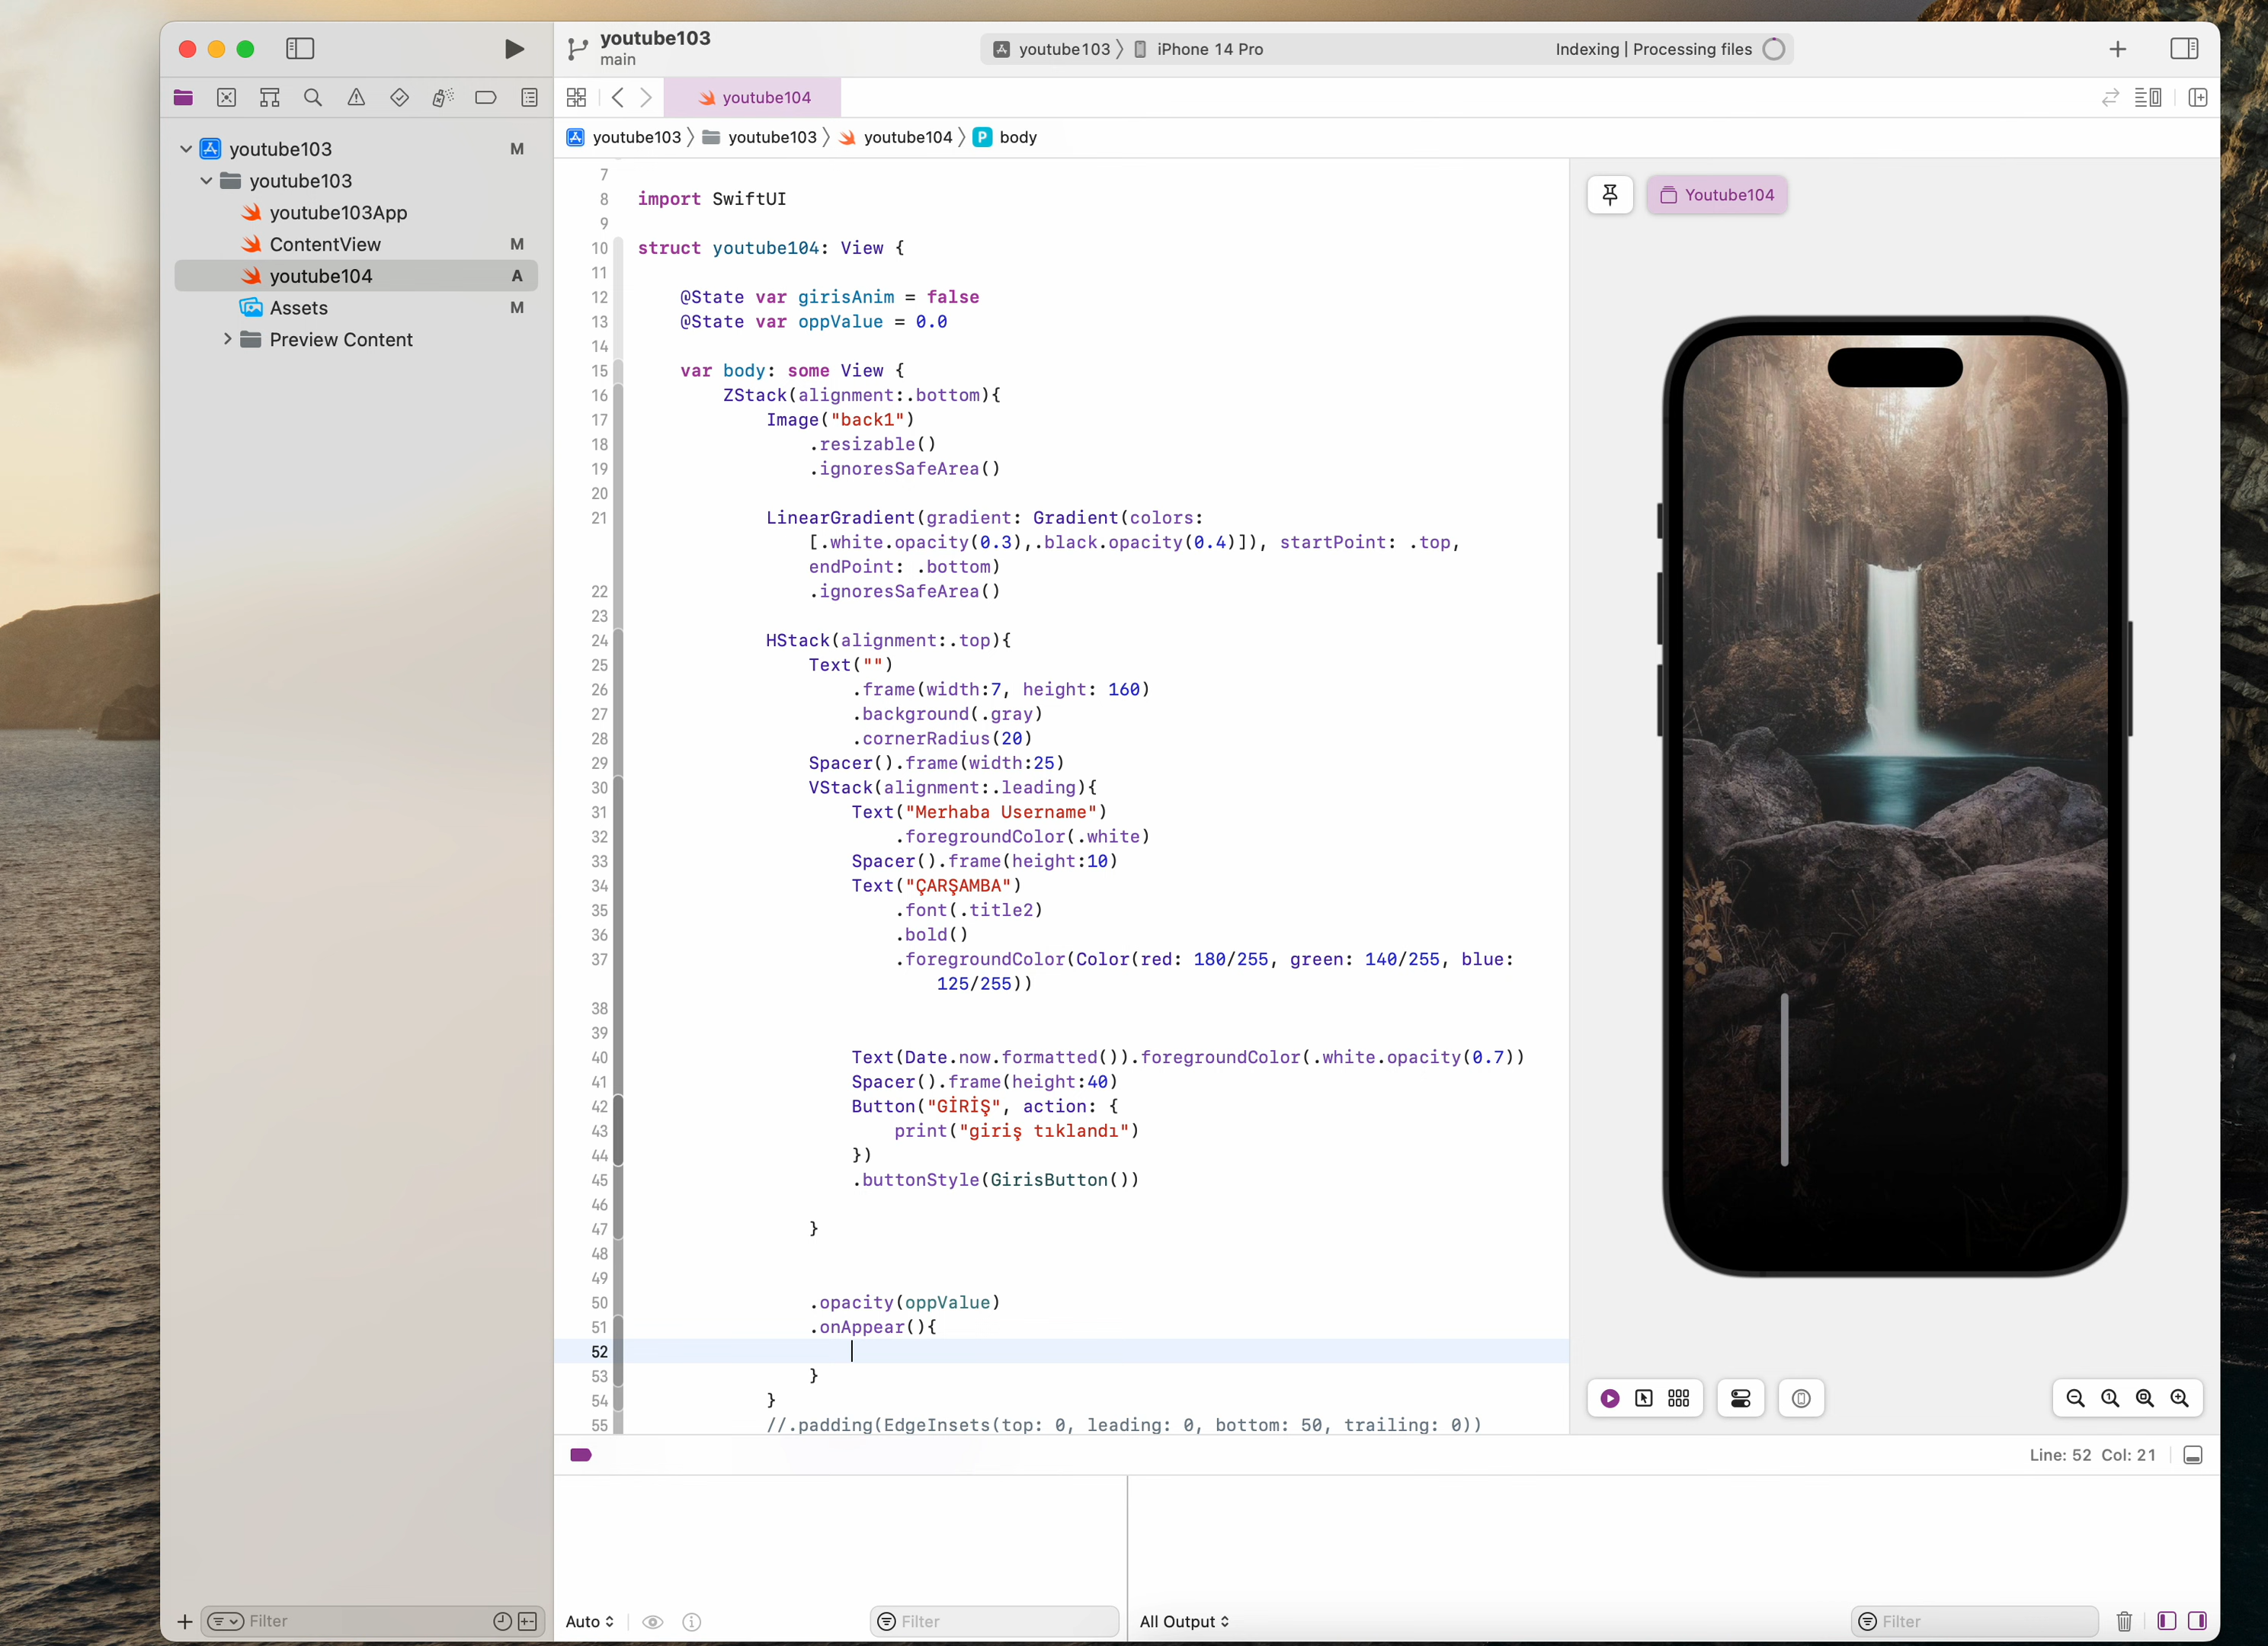 youtube103
main
youtube103 〉 iPhone 14 Pro
Indexing | Processing files
youtube104
youtube103 〉 youtube103 〉 youtube104 〉 P body
youtube103 M
youtube103
youtube103App
ContentView M
youtube104 A
Assets M
Preview Content
7
8 import SwiftUI
9
10 struct youtube104: View {
11
12 @State var girisAnim = false
13 @State var oppValue = 0.0
14
15 var body: some View {
16 ZStack(alignment:.bottom){
17 Image("back1")
18 .resizable()
19 .ignoresSafeArea()
20
21 LinearGradient(gradient: Gradient(colors:
[.white.opacity(0.3),.black.opacity(0.4)]), startPoint: .top,
endPoint: .bottom)
22 .ignoresSafeArea()
23
24 HStack(alignment:.top){
25 Text("")
26 .frame(width:7, height: 160)
27 .background(.gray)
28 .cornerRadius(20)
29 Spacer().frame(width:25)
30 VStack(alignment:.leading){
31 Text("Merhaba Username")
32 .foregroundColor(.white)
33 Spacer().frame(height:10)
34 Text("ÇARŞAMBA")
35 .font(.title2)
36 .bold()
37 .foregroundColor(Color(red: 180/255, green: 140/255, blue:
125/255))
38
39
40 Text(Date.now.formatted()).foregroundColor(.white.opacity(0.7))
41 Spacer().frame(height:40)
42 Button("GİRİŞ", action: {
43 print("giriş tıklandı")
44 })
45 .buttonStyle(GirisButton())
46
47 }
48
49
50 .opacity(oppValue)
51 .onAppear(){
52
53 }
54 }
55 //.padding(EdgeInsets(top: 0, leading: 0, bottom: 50, trailing: 0))
Youtube104
Line: 52 Col: 21
Filter
Auto
Filter
All Output
Filter